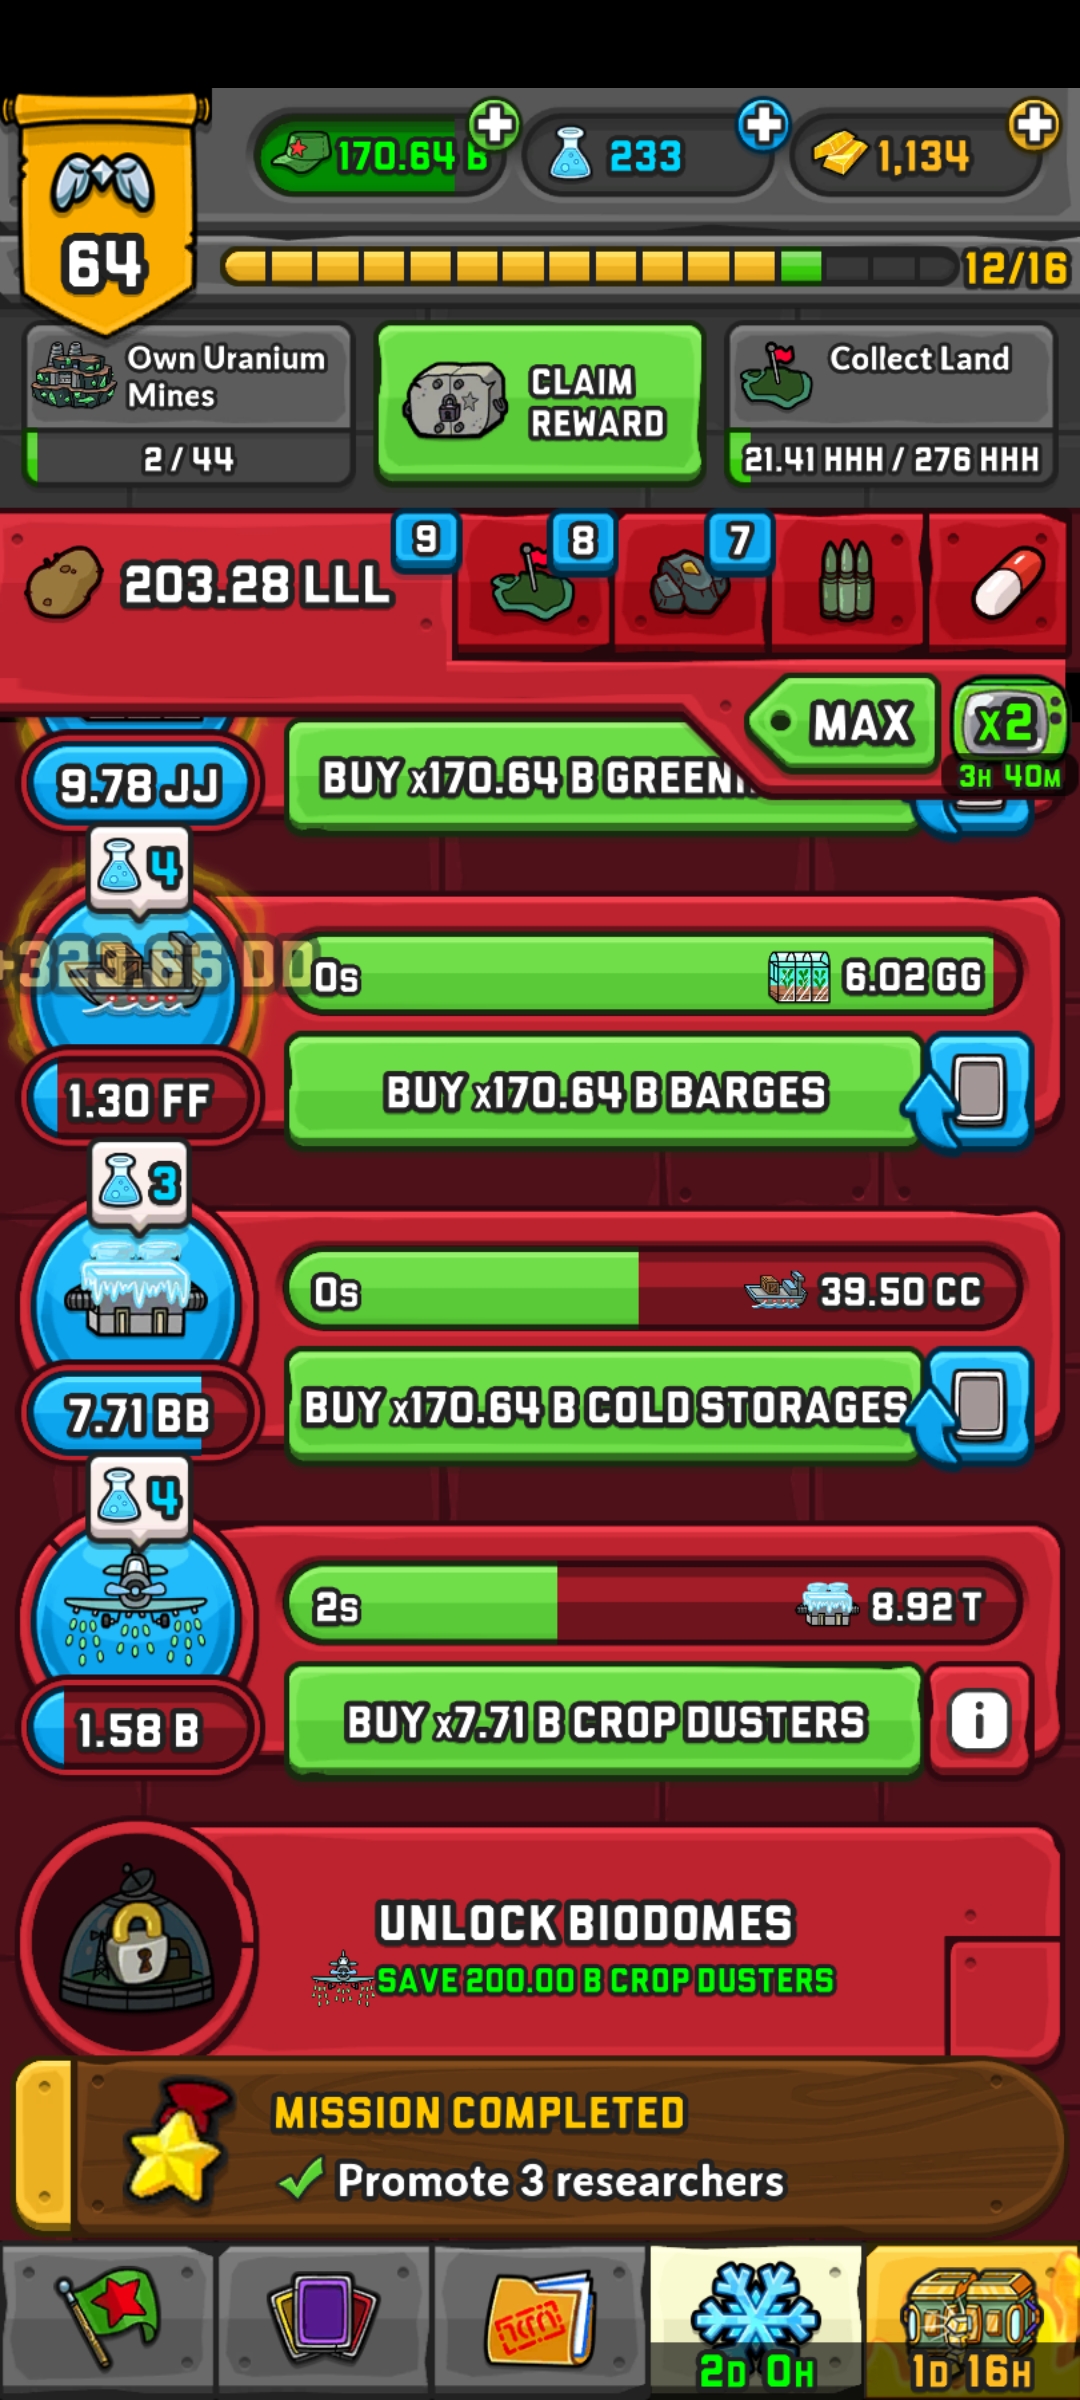 170.64 B
233
1,134
64
12/16
Own Uranium
Mines
2 / 44
CLAIM
REWARD
Collect Land
21.41 HHH / 276 HHH
203.28 LLL
9
8
7
MAX
x2
3H 40M
9.78 JJ
BUY x170.64 B
4
0s
6.02 GG
1.30 FF
BUY x170.64 B BARGES
3
0s
39.50 CC
7.71 BB
BUY x170.64 B COLD STORAGES
4
2s
8.92 T
1.58 B
BUY x7.71 B CROP DUSTERS
i
UNLOCK BIODOMES
SAVE 200.00 B CROP DUSTERS
MISSION COMPLETED
Promote 3 researchers
2D 0H
1D 16H